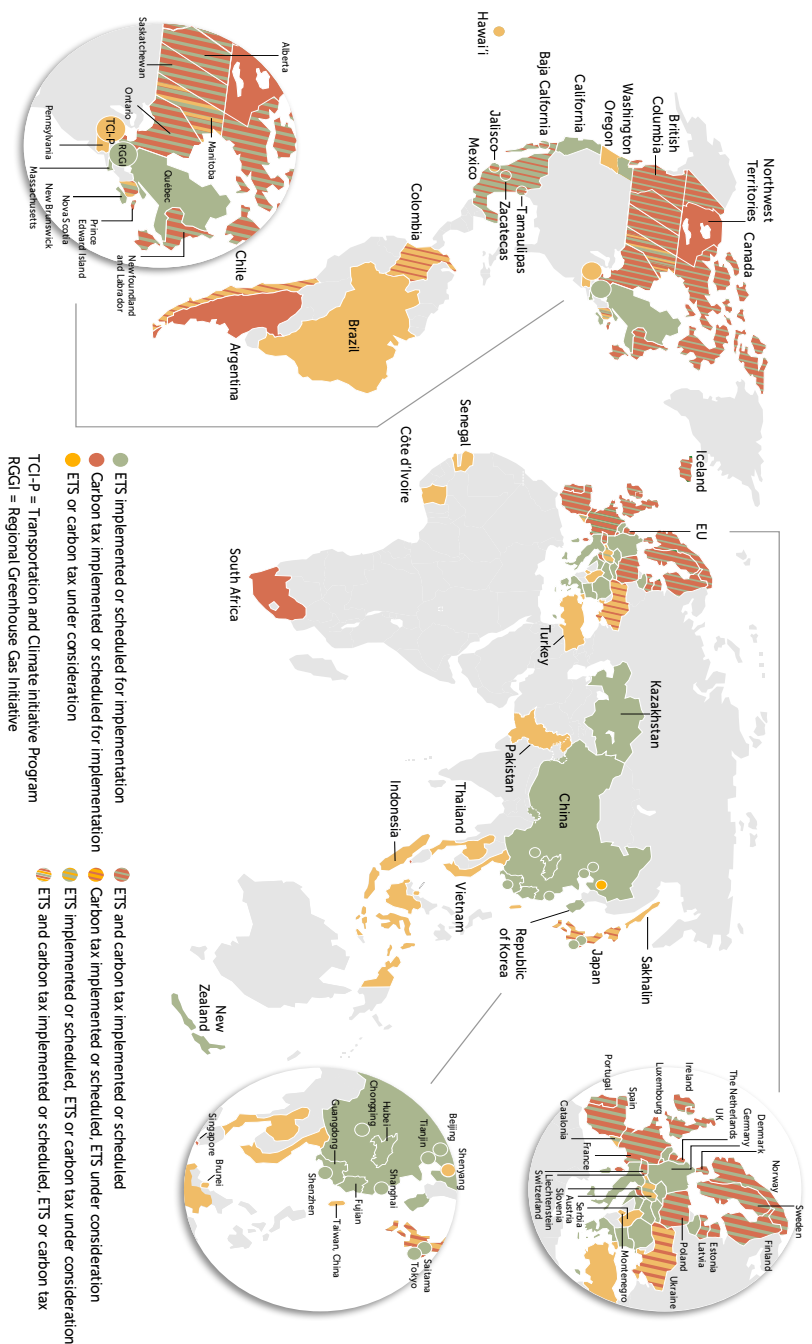 Hawai'i
Northwest
Territories
Canada
British
Columbia
Washington
Oregon
California
Baja Calfornia
Jalisco
Mexico
Zacatecas
Tamaulipas
Alberta
Saskatchewan
Manitoba
Ontario
TCI-P
RGGI
Québec
Pennsylvania
Massachusetts
New Brunswick
Nova Scotia
Prince
Edward Island
Newfoundland
and Labrador
Colombia
Brazil
Chile
Argentina
Iceland
EU
Senegal
Côte d'Ivoire
South Africa
Turkey
Kazakhstan
Pakistan
China
Thailand
Indonesia
Vietnam
Republic
of Korea
Japan
Sakhalin
New
Zealand
Norway
Sweden
Finland
Denmark
Germany
The Netherlands
UK
Ireland
Luxembourg
Spain
Portugal
Catalonia
France
Switzerland
Liechtenstein
Austria
Slovenia
Serbia
Montenegro
Ukraine
Poland
Latvia
Estonia
Beijing
Shenyang
Tianjin
Hubei
Chongqing
Guangdong
Shanghai
Fujian
Shenzhen
Taiwan, China
Saitama
Tokyo
Singapore
Brunei
ETS implemented or scheduled for implementation
Carbon tax implemented or scheduled for implementation
ETS or carbon tax under consideration
TCI-P = Transportation and Climate initiative Program
RGGI = Regional Greenhouse Gas Initiative
ETS and carbon tax implemented or scheduled
Carbon tax implemented or scheduled, ETS under consideration
ETS implemented or scheduled, ETS or carbon tax under consideration
ETS and carbon tax implemented or scheduled, ETS or carbon tax